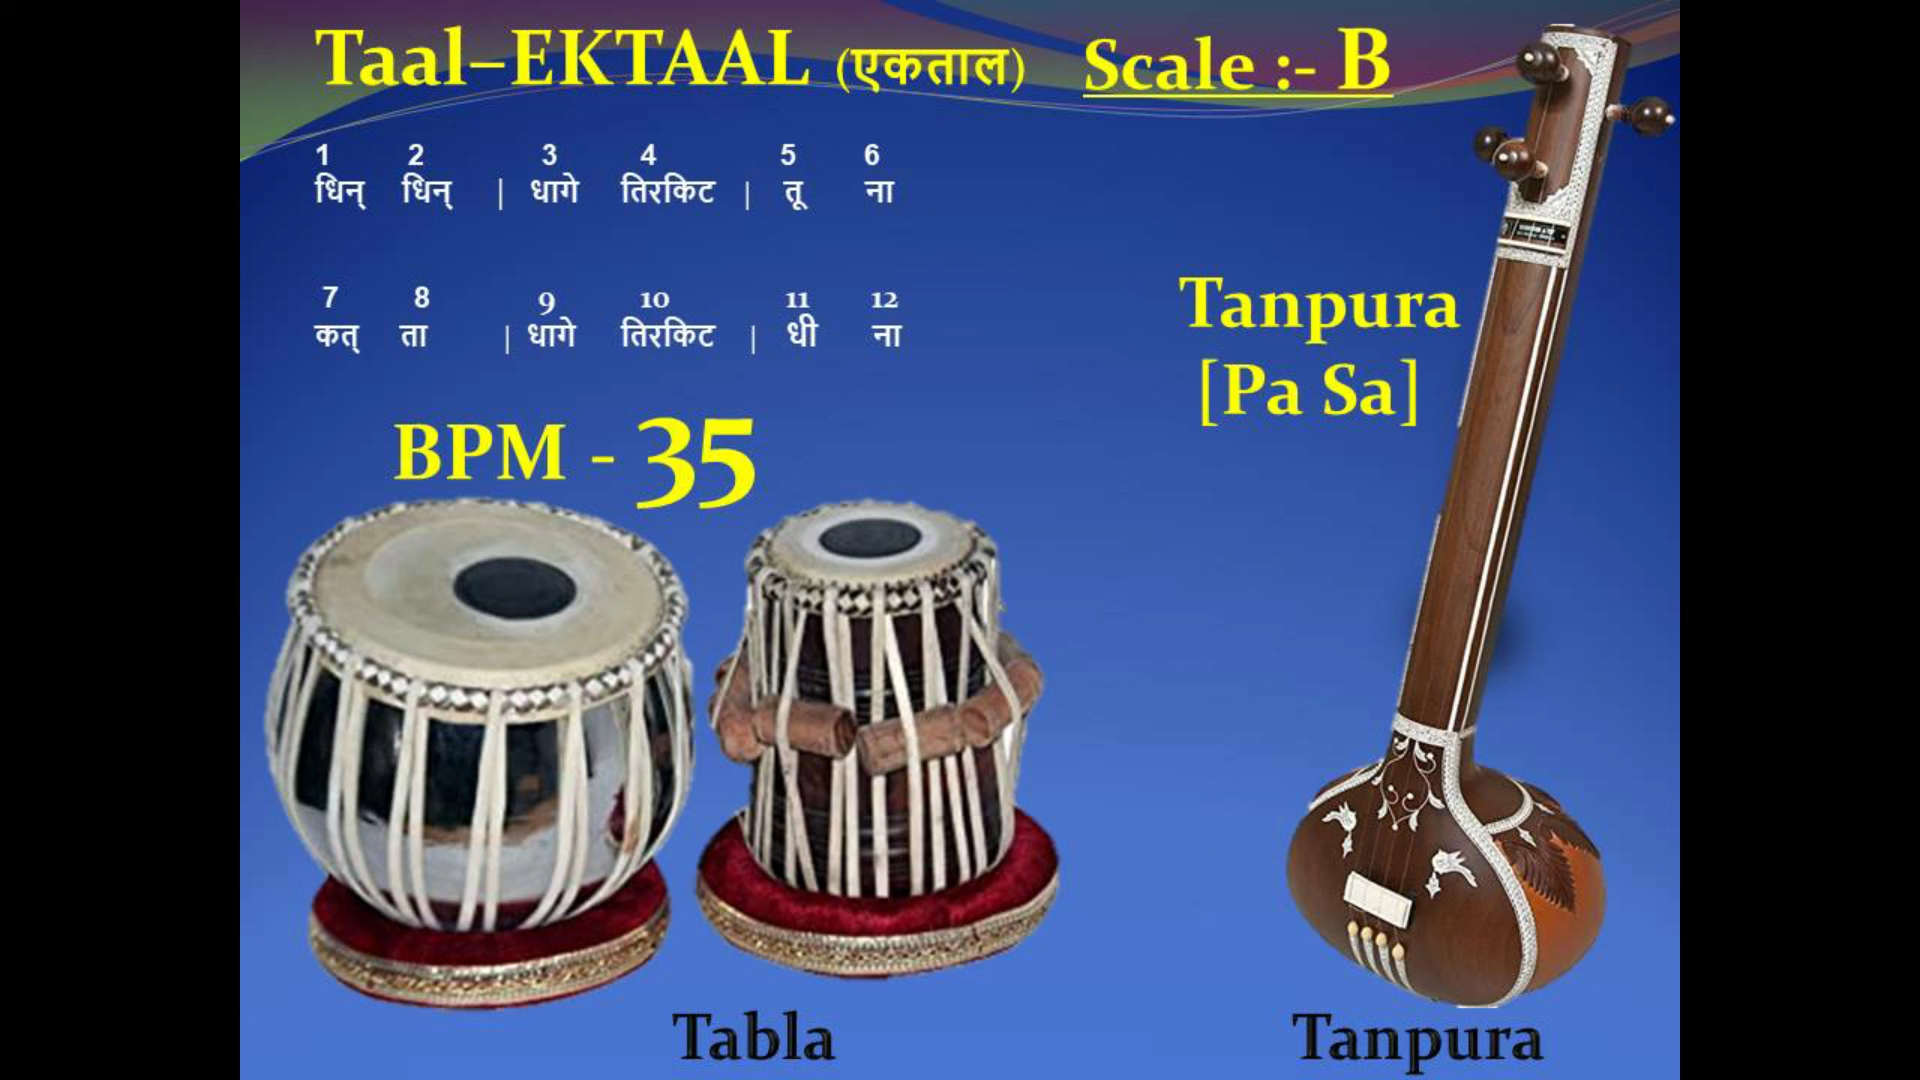 Taal–EKTAAL (एकताल) Scale :- B
1 2 3 4 5 6
धिन् धिन् | धागे तिरकिट | तू ना
7 8 9 10 11 12
कत् ता | धागे तिरकिट | धी ना
Tanpura
[Pa Sa]
BPM - 35
Tabla
Tanpura